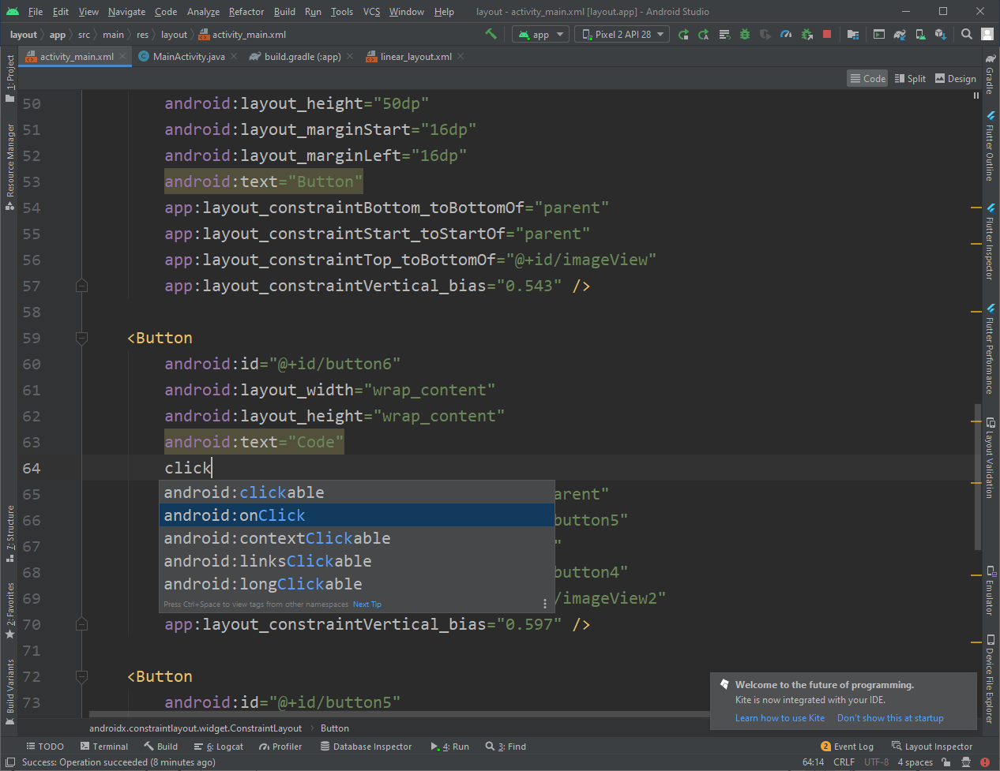 File Edit View Navigate Code Analyze Refactor Build Run Tools VCS Window Help layout - activity_main.xml [layout.app] - Android Studio
layout app src main res layout activity_main.xml app Pixel 2 API 28
activity_main.xml MainActivity.java build.gradle (:app) linear_layout.xml
Code Split Design
50 android:layout_height="50dp"
51 android:layout_marginStart="16dp"
52 android:layout_marginLeft="16dp"
53 android:text="Button"
54 app:layout_constraintBottom_toBottomOf="parent"
55 app:layout_constraintStart_toStartOf="parent"
56 app:layout_constraintTop_toBottomOf="@+id/imageView"
57 app:layout_constraintVertical_bias="0.543" />
58
59 <Button
60 android:id="@+id/button6"
61 android:layout_width="wrap_content"
62 android:layout_height="wrap_content"
63 android:text="Code"
64 click
65 arent"
66 button5"
67 "
68 button4"
69 /imageView2"
android:clickable
android:onClick
android:contextClickable
android:linksClickable
android:longClickable
Press Ctrl+Space to view tags from other namespaces Next Tip
70 app:layout_constraintVertical_bias="0.597" />
71
72 <Button
73 android:id="@+id/button5"
Welcome to the future of programming.
Kite is now integrated with your IDE.
Learn how to use Kite Don't show this at startup
androidx.constraintlayout.widget.ConstraintLayout Button
1: Project
Resource Manager
7: Structure
2: Favorites
Build Variants
Gradle
Flutter Outline
Flutter Inspector
Flutter Performance
Layout Validation
Emulator
Device File Explorer
TODO Terminal Build 6: Logcat Profiler Database Inspector 4: Run 3: Find 2 Event Log Layout Inspector
Success: Operation succeeded (8 minutes ago) 64:14 CRLF UTF-8 4 spaces